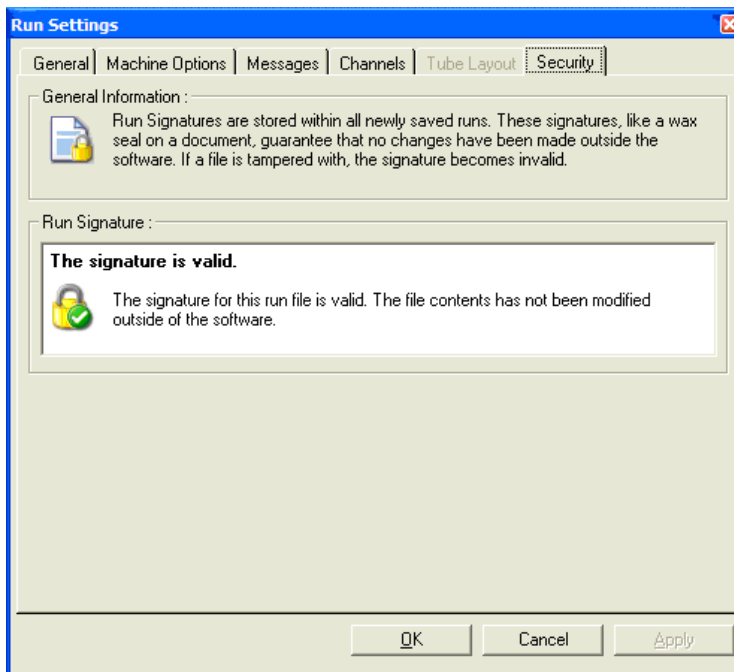 Run Settings
General Machine Options Messages Channels Tube Layout Security
General Information :
Run Signatures are stored within all newly saved runs. These signatures, like a wax
seal on a document, guarantee that no changes have been made outside the
software. If a file is tampered with, the signature becomes invalid.
Run Signature :
The signature is valid.
The signature for this run file is valid. The file contents has not been modified
outside of the software.
OK Cancel Apply